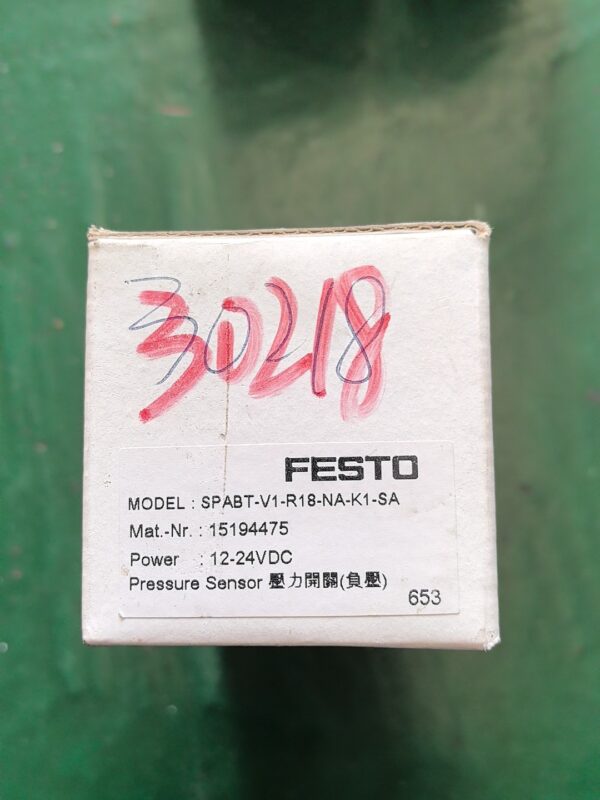 30218
FESTO
MODEL : SPABT-V1-R18-NA-K1-SA
Mat.-Nr. : 15194475
Power : 12-24VDC
Pressure Sensor 壓力開關(負壓)
653